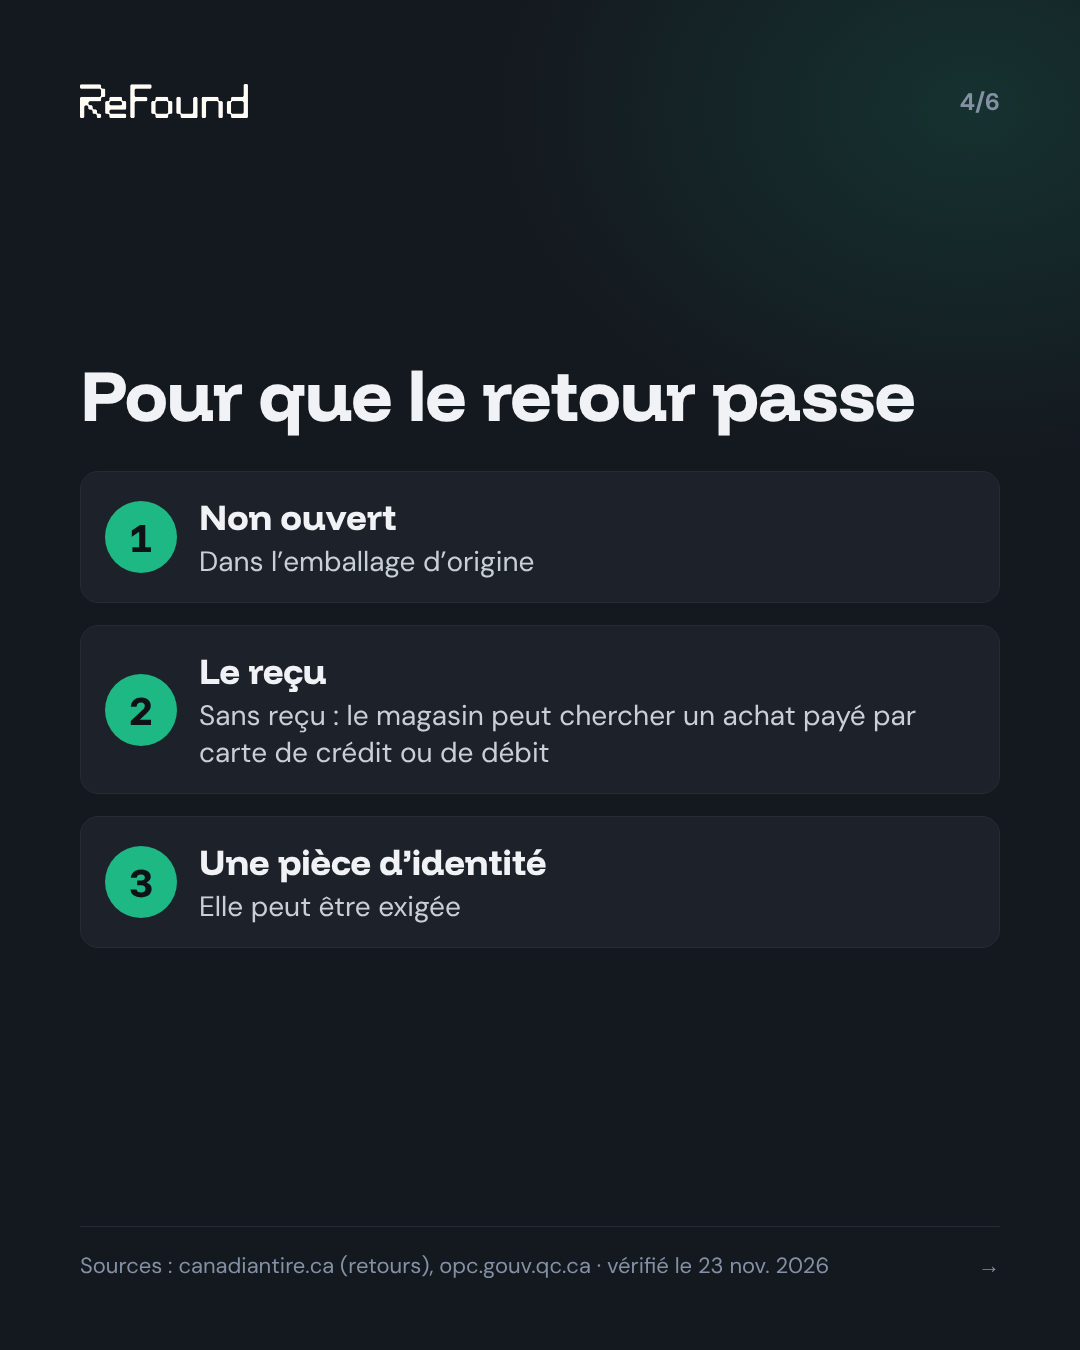 ReFound
4/6
Pour que le retour passe
1
Non ouvert
Dans l’emballage d’origine
2
Le reçu
Sans reçu : le magasin peut chercher un achat payé par
carte de crédit ou de débit
3
Une pièce d’identité
Elle peut être exigée
Sources : canadiantire.ca (retours), opc.gouv.qc.ca · vérifié le 23 nov. 2026
→